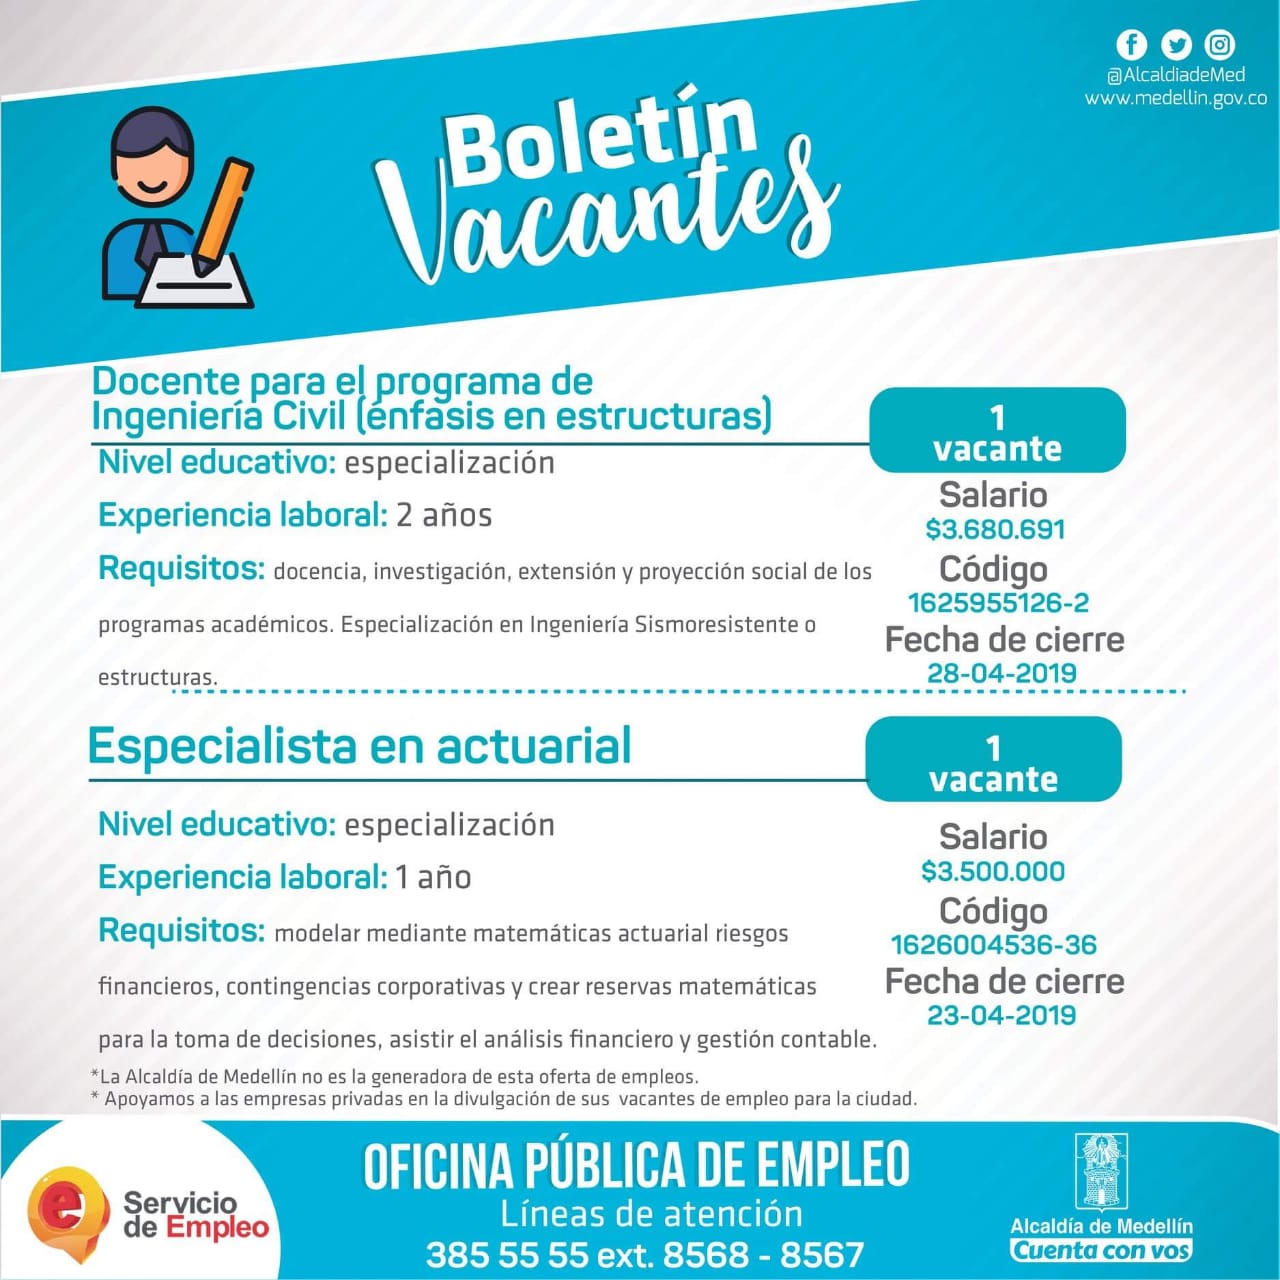 @AlcaldiadeMed
www.medellin.gov.co
Boletín
Vacantes
Docente para el programa de
Ingeniería Civil (énfasis en estructuras)
1
vacante
Nivel educativo: especialización
Experiencia laboral: 2 años
Requisitos: docencia, investigación, extensión y proyección social de los
programas académicos. Especialización en Ingeniería Sismoresistente o
estructuras.
Salario
$3.680.691
Código
1625955126-2
Fecha de cierre
28-04-2019
Especialista en actuarial
1
vacante
Nivel educativo: especialización
Experiencia laboral: 1 año
Requisitos: modelar mediante matemáticas actuarial riesgos
financieros, contingencias corporativas y crear reservas matemáticas
para la toma de decisiones, asistir el análisis financiero y gestión contable.
Salario
$3.500.000
Código
1626004536-36
Fecha de cierre
23-04-2019
*La Alcaldía de Medellín no es la generadora de esta oferta de empleos.
* Apoyamos a las empresas privadas en la divulgación de sus vacantes de empleo para la ciudad.
e
Servicio
de Empleo
OFICINA PÚBLICA DE EMPLEO
Líneas de atención
385 55 55 ext. 8568 - 8567
Alcaldía de Medellín
Cuenta con vos